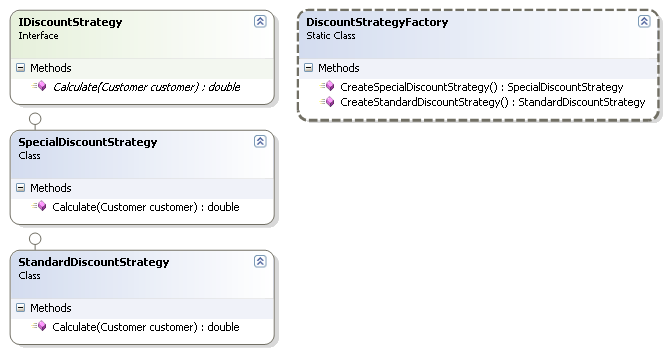 IDiscountStrategy
Interface
Methods
Calculate(Customer customer) : double
SpecialDiscountStrategy
Class
Methods
Calculate(Customer customer) : double
StandardDiscountStrategy
Class
Methods
Calculate(Customer customer) : double
DiscountStrategyFactory
Static Class
Methods
CreateSpecialDiscountStrategy() : SpecialDiscountStrategy
CreateStandardDiscountStrategy() : StandardDiscountStrategy